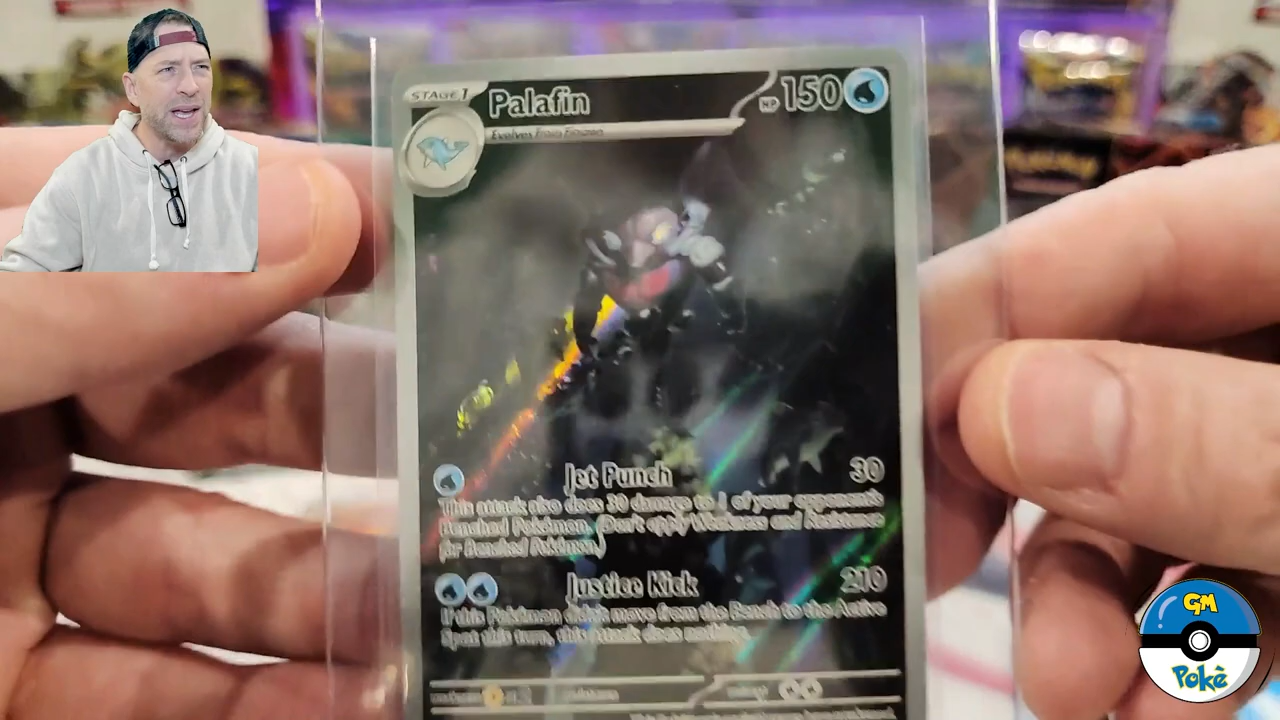 STAGE 1
Palafin
HP 150
Evolves from Finizen
Jet Punch 30
This attack also does 30 damage to 1 of your opponent's
Benched Pokémon. (Don't apply Weakness and Resistance
for Benched Pokémon.)
Justice Kick 210
If this Pokémon didn't move from the Bench to the Active
Spot this turn, this attack does nothing.
Pokémon
GM
Pokè